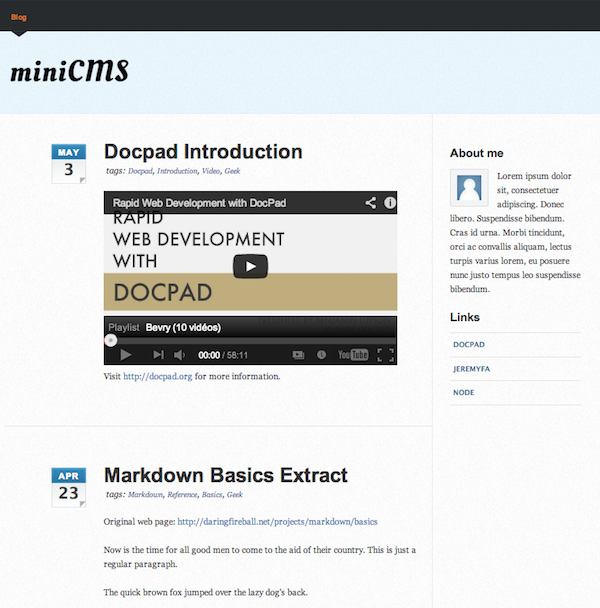 Blog
miniCMS
MAY
3
Docpad Introduction
tags: Docpad, Introduction, Video, Geek
Rapid Web Development with DocPad
RAPID
WEB DEVELOPMENT
WITH
DOCPAD
Playlist Bevry (10 vidéos)
00:00 / 58:11
YouTube
Visit http://docpad.org for more information.
APR
23
Markdown Basics Extract
tags: Markdown, Reference, Basics, Geek
Original web page: http://daringfireball.net/projects/markdown/basics
Now is the time for all good men to come to the aid of their country. This is just a
regular paragraph.
The quick brown fox jumped over the lazy dog's back.
About me
Lorem ipsum dolor
sit, consectetuer
adipiscing. Donec
libero. Suspendisse bibendum.
Cras id urna. Morbi tincidunt,
orci ac convallis aliquam, lectus
turpis varius lorem, eu posuere
nunc justo tempus leo suspendisse
bibendum.
Links
DOCPAD
JEREMYFA
NODE